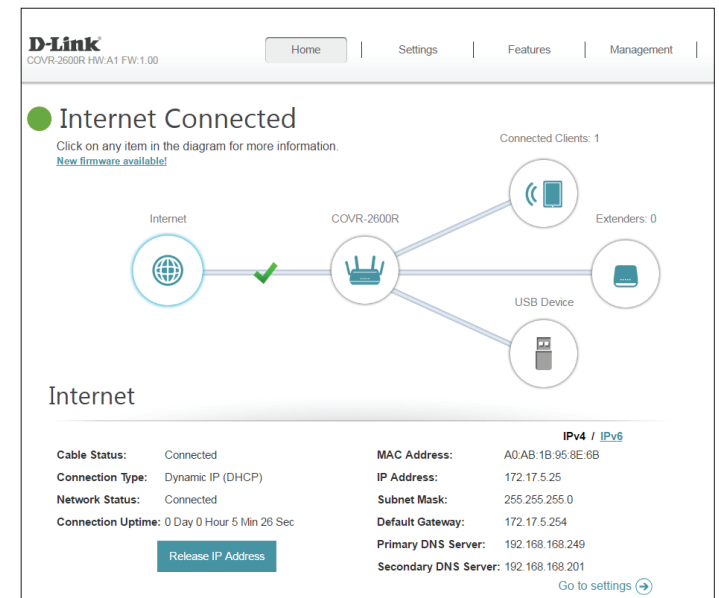 D-Link
COVR-2600R HW:A1 FW:1.00
Home
Settings
Features
Management
Internet Connected
Click on any item in the diagram for more information.
New firmware available!
Connected Clients: 1
Internet
COVR-2600R
Extenders: 0
USB Device
Internet
IPv4 / IPv6
Cable Status: Connected
Connection Type: Dynamic IP (DHCP)
Network Status: Connected
Connection Uptime: 0 Day 0 Hour 5 Min 26 Sec
Release IP Address
MAC Address: A0:AB:1B:95:8E:6B
IP Address: 172.17.5.25
Subnet Mask: 255.255.255.0
Default Gateway: 172.17.5.254
Primary DNS Server: 192.168.168.249
Secondary DNS Server: 192.168.168.201
Go to settings